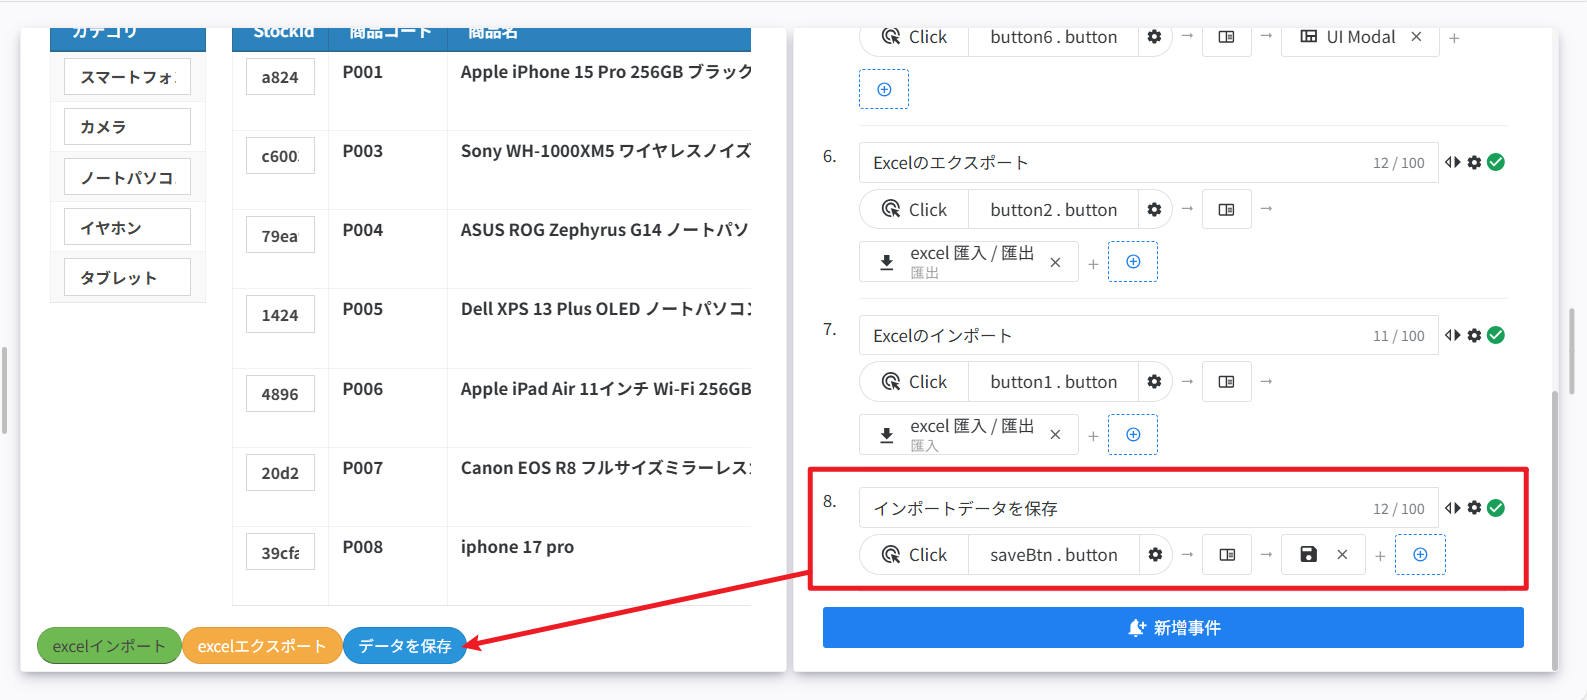 カテゴリ
スマートフォ
カメラ
ノートパソコ
イヤホン
タブレット
StockId 商品コード 商品名
a824 P001 Apple iPhone 15 Pro 256GB ブラック
c600 P003 Sony WH-1000XM5 ワイヤレスノイズ
79ea P004 ASUS ROG Zephyrus G14 ノートパソ
1424 P005 Dell XPS 13 Plus OLED ノートパソコン
4896 P006 Apple iPad Air 11インチ Wi-Fi 256GB
20d2 P007 Canon EOS R8 フルサイズミラーレス
39cfa P008 iphone 17 pro
excelインポート excelエクスポート データを保存
Click button6 . button UI Modal
6. Excelのエクスポート 12 / 100
Click button2 . button
excel 匯入 / 匯出
匯出
7. Excelのインポート 11 / 100
Click button1 . button
excel 匯入 / 匯出
匯入
8. インポートデータを保存 12 / 100
Click saveBtn . button
新增事件